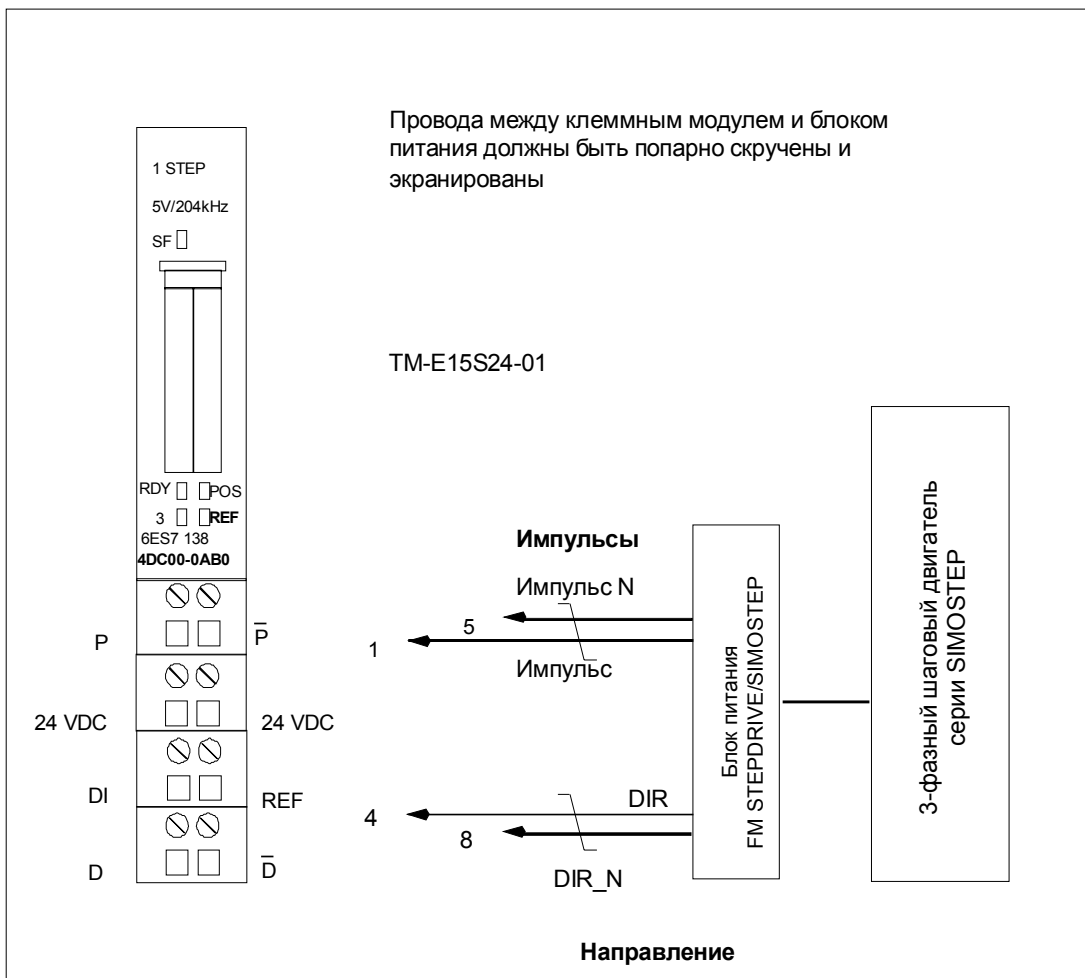 Провода между клеммным модулем и блоком
питания должны быть попарно скручены и
экранированы
1 STEP
5V/204kHz
SF
TM-E15S24-01
RDY
POS
3
REF
6ES7 138
4DC00-0AB0
P
P̅
24 VDC
24 VDC
DI
REF
D
D̅
Импульсы
Импульс N
5
1
Импульс
DIR
4
8
DIR_N
Направление
Блок питания
FM STEPDRIVE/SIMOSTEP
3-фазный шаговый двигатель
серии SIMOSTEP